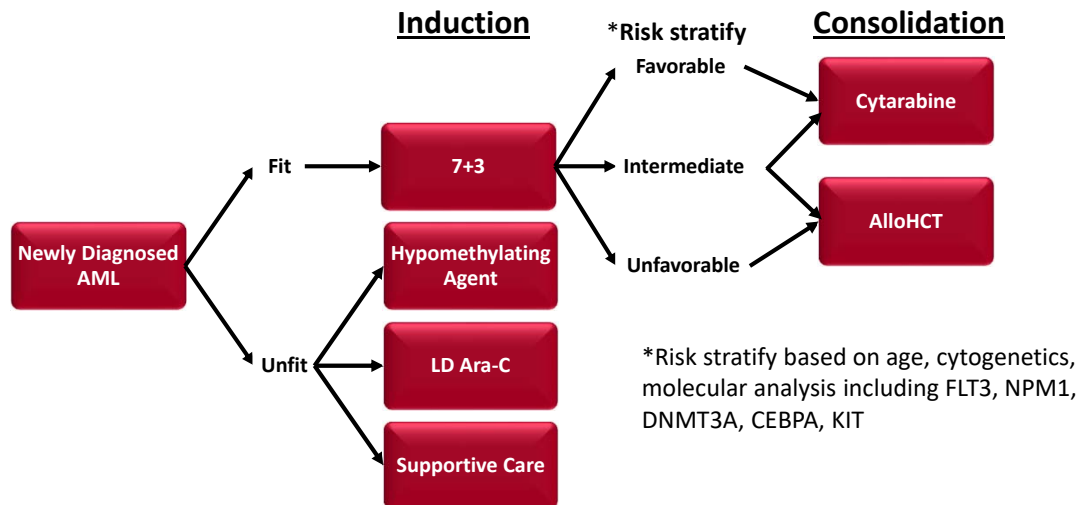 Induction
*Risk stratify
Consolidation
Favorable
Cytarabine
Fit
7+3
Intermediate
AlloHCT
Newly Diagnosed
AML
Hypomethylating
Agent
Unfavorable
Unfit
LD Ara-C
*Risk stratify based on age, cytogenetics,
molecular analysis including FLT3, NPM1,
DNMT3A, CEBPA, KIT
Supportive Care